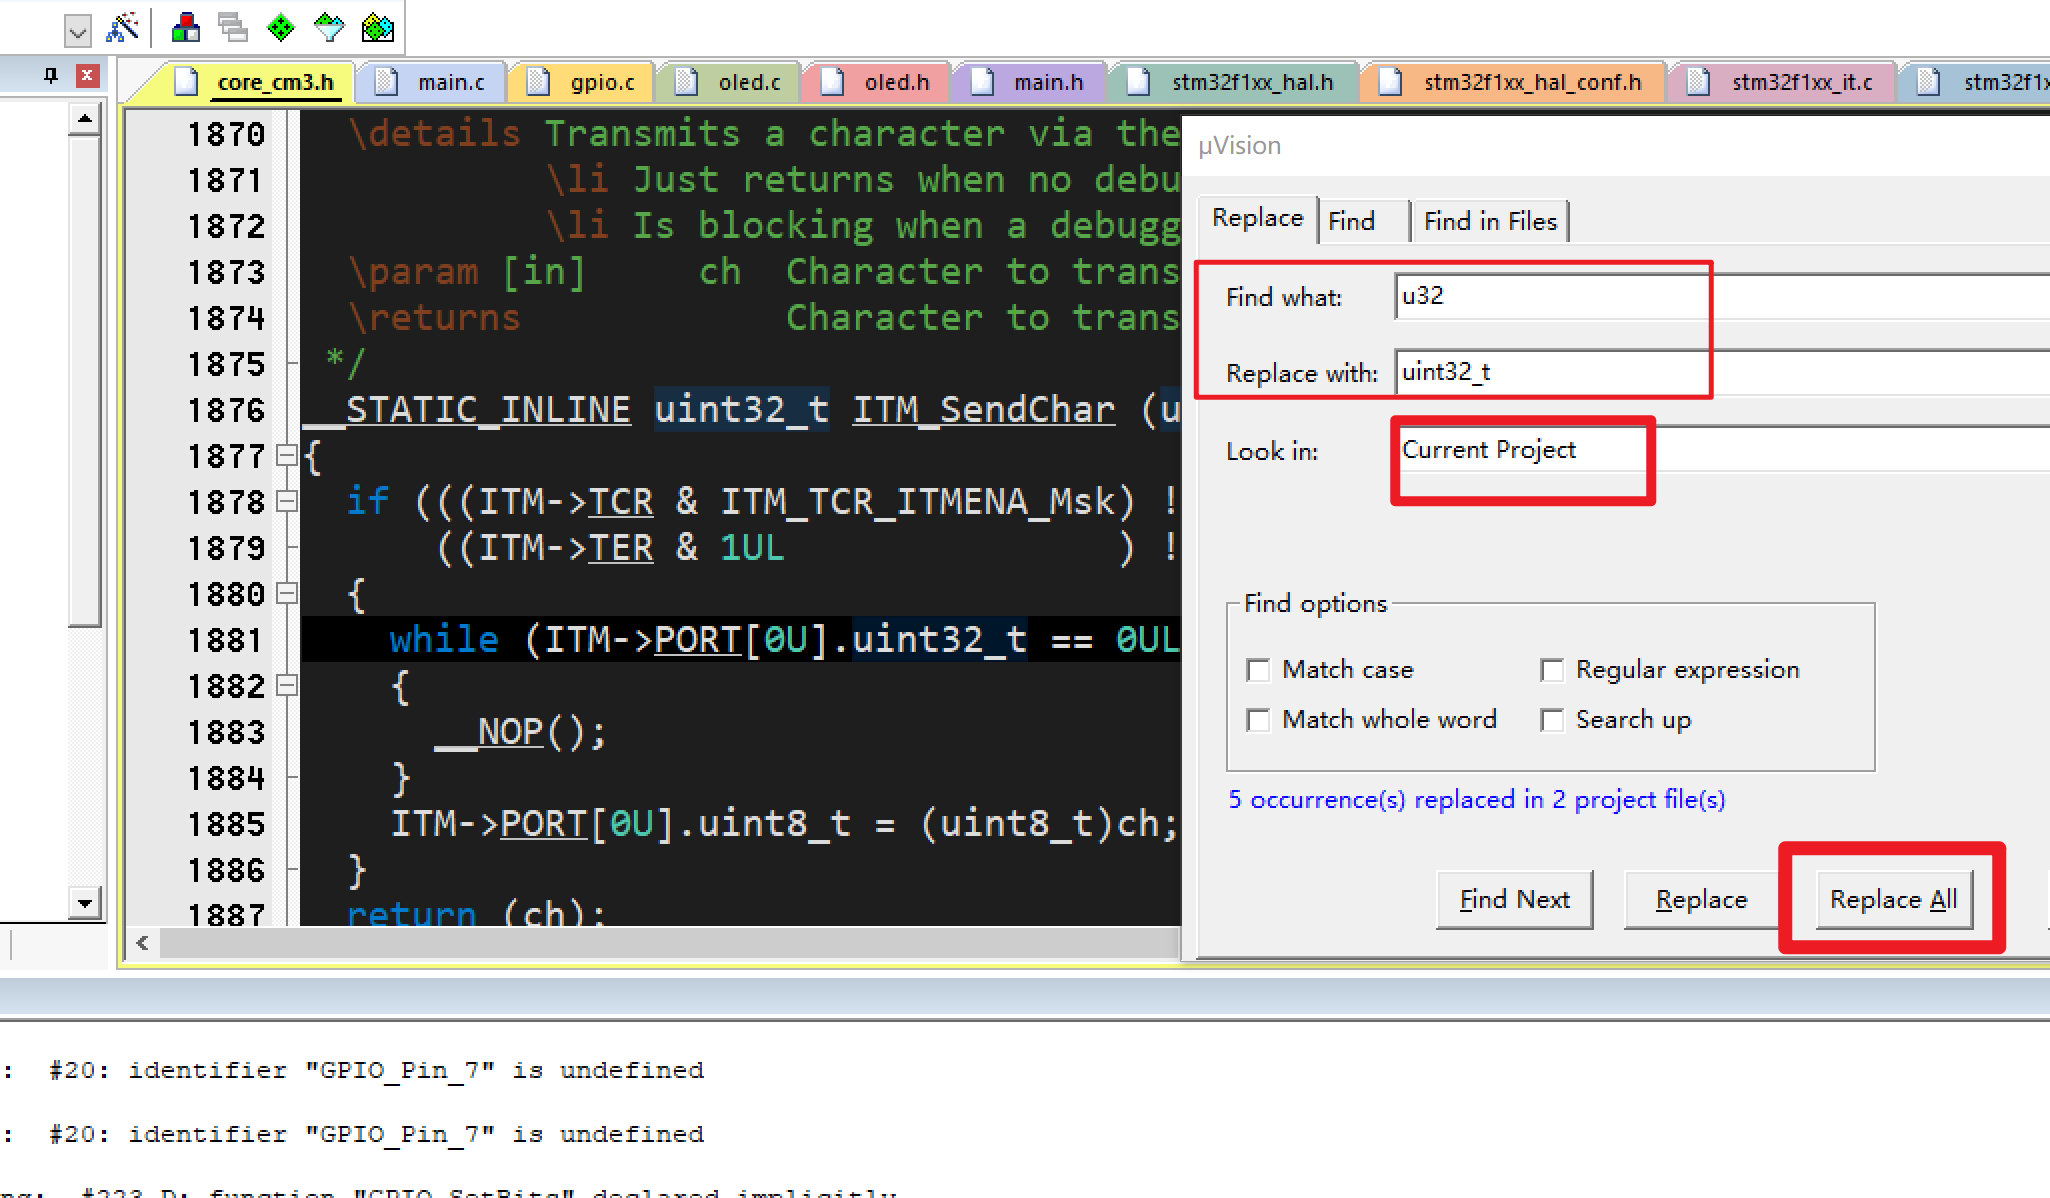 core_cm3.h main.c gpio.c oled.c oled.h main.h stm32f1xx_hal.h stm32f1xx_hal_conf.h stm32f1xx_it.c stm32f1x
1870 \details Transmits a character via the
1871 \li Just returns when no debu
1872 \li Is blocking when a debugg
1873 \param [in] ch Character to trans
1874 \returns Character to trans
1875 */
1876 __STATIC_INLINE uint32_t ITM_SendChar (u
1877 {
1878 if (((ITM->TCR & ITM_TCR_ITMENA_Msk) !
1879 ((ITM->TER & 1UL ) !
1880 {
1881 while (ITM->PORT[0U].uint32_t == 0UL
1882 {
1883 __NOP();
1884 }
1885 ITM->PORT[0U].uint8_t = (uint8_t)ch;
1886 }
1887 return (ch);
µVision
Replace Find Find in Files
Find what: u32
Replace with: uint32_t
Look in: Current Project
Find options
Match case Regular expression
Match whole word Search up
5 occurrence(s) replaced in 2 project file(s)
Find Next Replace Replace All
: #20: identifier "GPIO_Pin_7" is undefined
: #20: identifier "GPIO_Pin_7" is undefined
ng: #223-D: function "GPIO_SetBits" declared implicitly